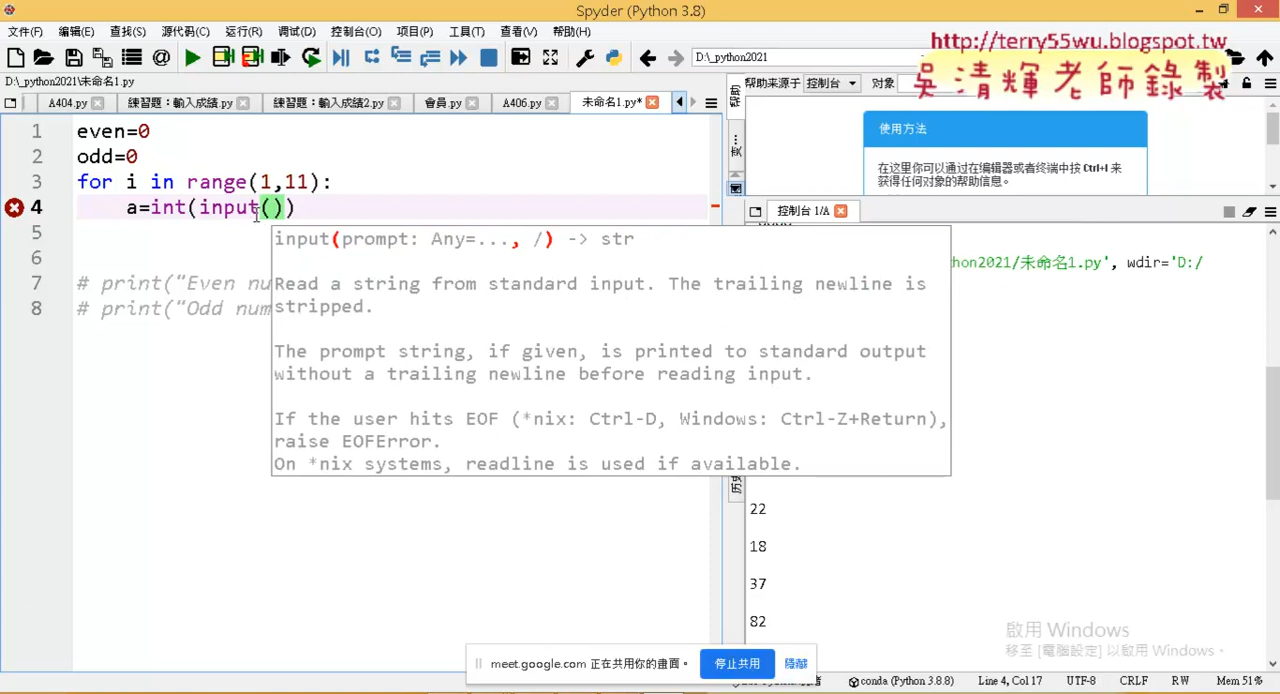 Spyder (Python 3.8)
文件(F) 编辑(E) 查找(S) 源代码(C) 运行(R) 调试(D) 控制台(O) 项目(P) 工具(T) 查看(V) 帮助(H)
D:\_python2021
http://terry55wu.blogspot.tw
吳清輝老師錄製
D:\_python2021\未命名1.py
帮助来源于 控制台 对象
A404.py 練習題：輸入成績.py 練習題：輸入成績2.py 會員.py A406.py 未命名1.py*
使用方法
在这里你可以通过在编辑器或者终端中按 Ctrl+I 来
获得任何对象的帮助信息。
控制台 1/A
1 even=0
2 odd=0
3 for i in range(1,11):
4 a=int(input())
5
6
7 # print("Even nu
8 # print("Odd num
input(prompt: Any=..., /) -> str
Read a string from standard input. The trailing newline is
stripped.
The prompt string, if given, is printed to standard output
without a trailing newline before reading input.
If the user hits EOF (*nix: Ctrl-D, Windows: Ctrl-Z+Return),
raise EOFError.
On *nix systems, readline is used if available.
hon2021/未命名1.py', wdir='D:/
22
18
37
82
啟用 Windows
移至 [電腦設定] 以啟用 Windows。
meet.google.com 正在共用你的畫面。 停止共用 隱藏
conda (Python 3.8.8) Line 4, Col 17 UTF-8 CRLF RW Mem 51%